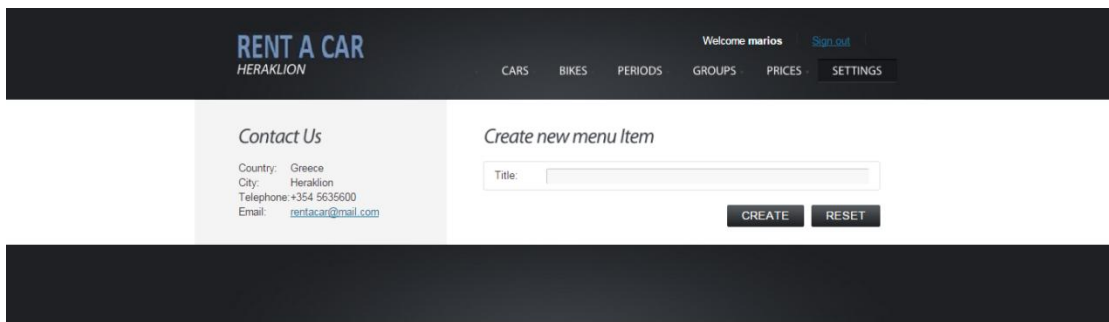 RENT A CAR
HERAKLION
Welcome marios Sign out
CARS BIKES PERIODS GROUPS PRICES SETTINGS
Contact Us
Country: Greece
City: Heraklion
Telephone:+354 5635600
Email: rentacar@mail.com
Create new menu Item
Title:
CREATE RESET